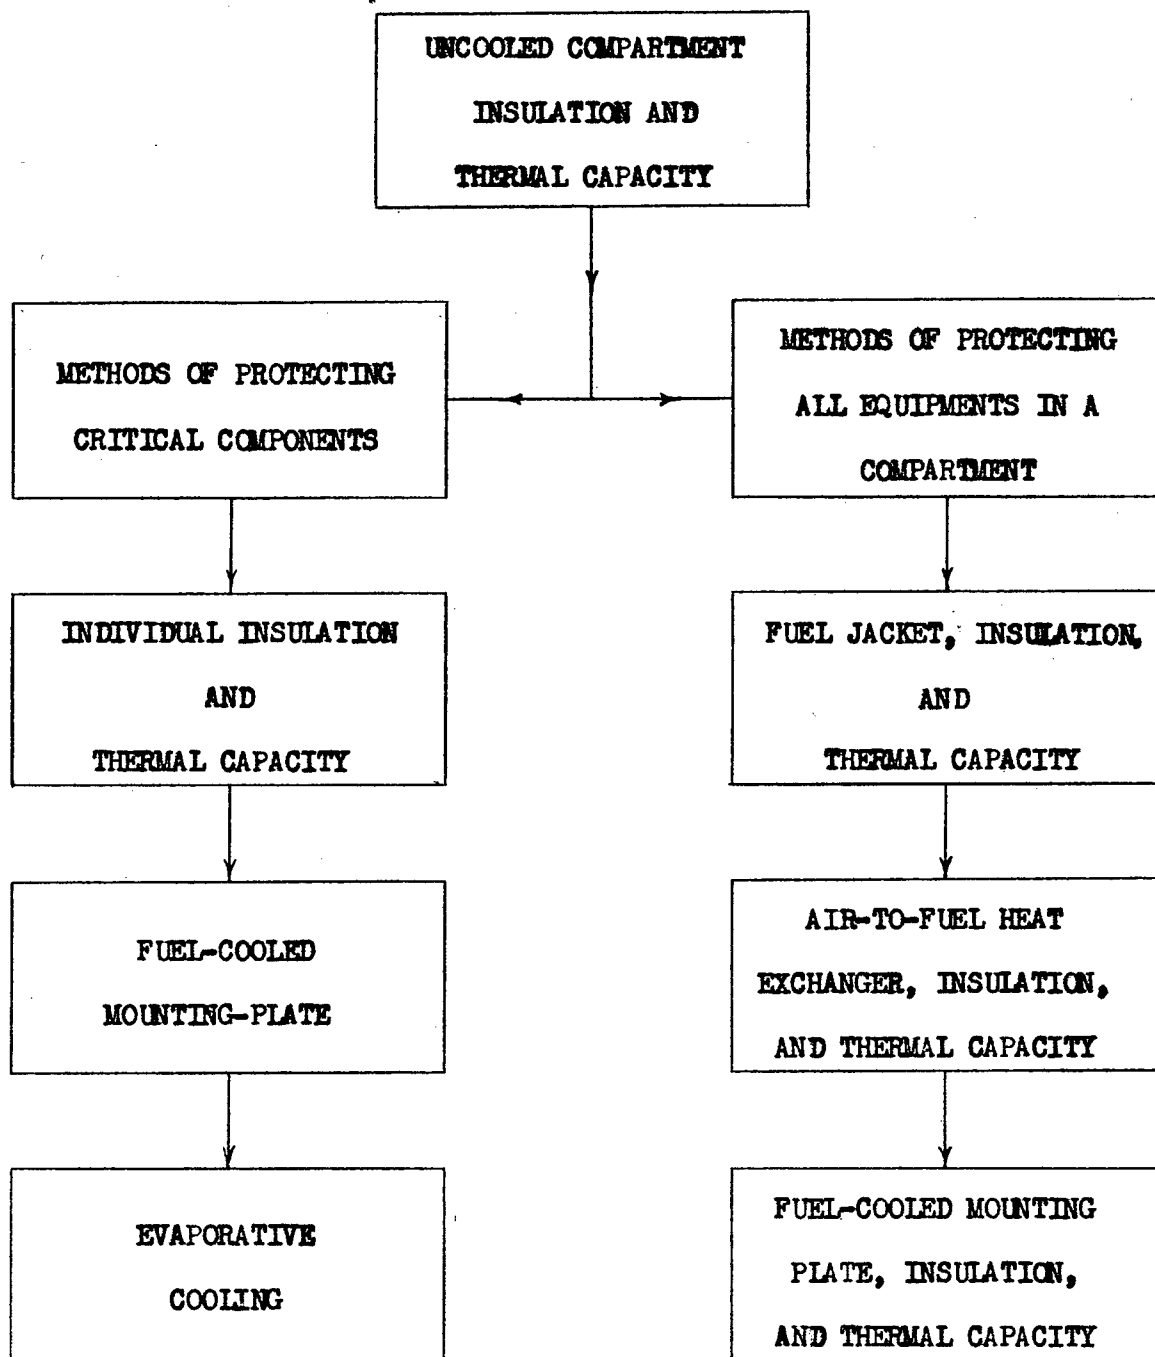 UNCOOLED COMPARTMENT
INSULATION AND
THERMAL CAPACITY
METHODS OF PROTECTING
CRITICAL COMPONENTS
METHODS OF PROTECTING
ALL EQUIPMENTS IN A
COMPARTMENT
INDIVIDUAL INSULATION
AND
THERMAL CAPACITY
FUEL JACKET, INSULATION,
AND
THERMAL CAPACITY
FUEL-COOLED
MOUNTING-PLATE
AIR-TO-FUEL HEAT
EXCHANGER, INSULATION,
AND THERMAL CAPACITY
EVAPORATIVE
COOLING
FUEL-COOLED MOUNTING
PLATE, INSULATION,
AND THERMAL CAPACITY